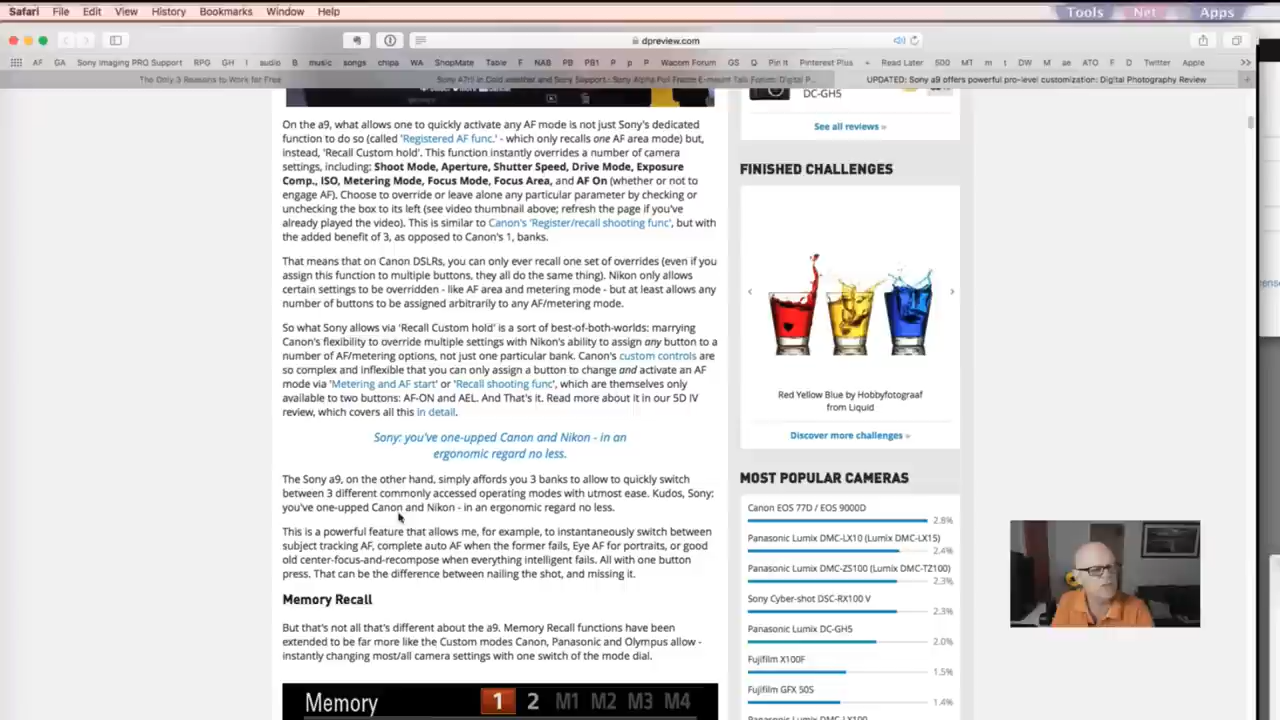 Safari File Edit View History Bookmarks Window Help Tools Net Apps
dpreview.com
AF GA Sony Imaging PRO Support RPG GH I audio B music songs chipa WA ShopMate Table F NAB PB PB1 P p p Wacom Forum GS Q Pin It Pinterest Plus Read Later 500 MT m t DW M ae ATO F D Twitter Apple
The Only 3 Reasons to Work for Free
UPDATED: Sony a9 offers powerful pro-level customization: Digital Photography Review
On the a9, what allows one to quickly activate any AF mode is not just Sony's dedicated
function to do so (called 'Registered AF func.' - which only recalls one AF area mode) but,
instead, 'Recall Custom hold'. This function instantly overrides a number of camera
settings, including: Shoot Mode, Aperture, Shutter Speed, Drive Mode, Exposure
Comp., ISO, Metering Mode, Focus Mode, Focus Area, and AF On (whether or not to
engage AF). Choose to override or leave alone any particular parameter by checking or
unchecking the box to its left (see video thumbnail above; refresh the page if you've
already played the video). This is similar to Canon's 'Register/recall shooting func', but with
the added benefit of 3, as opposed to Canon's 1, banks.
That means that on Canon DSLRs, you can only ever recall one set of overrides (even if you
assign this function to multiple buttons, they all do the same thing). Nikon only allows
certain settings to be overridden - like AF area and metering mode - but at least allows any
number of buttons to be assigned arbitrarily to any AF/metering mode.
So what Sony allows via 'Recall Custom hold' is a sort of best-of-both-worlds: marrying
Canon's flexibility to override multiple settings with Nikon's ability to assign any button to a
number of AF/metering options, not just one particular bank. Canon's custom controls are
so complex and inflexible that you can only assign a button to change and activate an AF
mode via 'Metering and AF start' or 'Recall shooting func', which are themselves only
available to two buttons: AF-ON and AEL. And That's it. Read more about it in our 5D IV
review, which covers all this in detail.
Sony: you've one-upped Canon and Nikon - in an
ergonomic regard no less.
The Sony a9, on the other hand, simply affords you 3 banks to allow to quickly switch
between 3 different commonly accessed operating modes with utmost ease. Kudos, Sony:
you've one-upped Canon and Nikon - in an ergonomic regard no less.
This is a powerful feature that allows me, for example, to instantaneously switch between
subject tracking AF, complete auto AF when the former fails, Eye AF for portraits, or good
old center-focus-and-recompose when everything intelligent fails. All with one button
press. That can be the difference between nailing the shot, and missing it.
Memory Recall
But that's not all that's different about the a9. Memory Recall functions have been
extended to be far more like the Custom modes Canon, Panasonic and Olympus allow -
instantly changing most/all camera settings with one switch of the mode dial.
Memory 1 2 M1 M2 M3 M4
DC-GH5
See all reviews »
FINISHED CHALLENGES
Red Yellow Blue by Hobbyfotograaf
from Liquid
Discover more challenges »
MOST POPULAR CAMERAS
Canon EOS 77D / EOS 9000D
2.8%
Panasonic Lumix DMC-LX10 (Lumix DMC-LX15)
2.4%
Panasonic Lumix DMC-ZS100 (Lumix DMC-TZ100)
2.3%
Sony Cyber-shot DSC-RX100 V
2.3%
Panasonic Lumix DC-GH5
2.0%
Fujifilm X100F
1.5%
Fujifilm GFX 50S
1.4%
Panasonic Lumix DMC-LX100